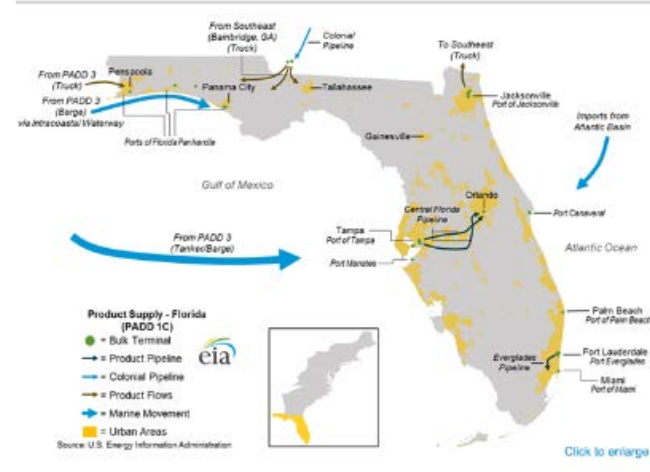 From Southeast
(Bainbridge, GA)
(Truck)
Colonial
Pipeline
To Southeast
(Truck)
From PADD 3
(Truck)
Pensacola
Panama City
Tallahassee
From PADD 3
(Barge)
via Intracoastal Waterway
Jacksonville
Port of Jacksonville
Ports of Florida Panhandle
Gainesville
Imports from
Atlantic Basin
Gulf of Mexico
Orlando
Central Florida
Pipeline
Port Canaveral
Tampa
Port of Tampa
From PADD 3
(Tanker/Barge)
Atlantic Ocean
Port Manatee
Product Supply - Florida
(PADD 1C)
= Bulk Terminal
= Product Pipeline
= Colonial Pipeline
= Product Flows
= Marine Movement
= Urban Areas
eia
Source: U.S. Energy Information Administration
Palm Beach
Port of Palm Beach
Everglades
Pipeline
Fort Lauderdale
Port Everglades
Miami
Port of Miami
Click to enlarge